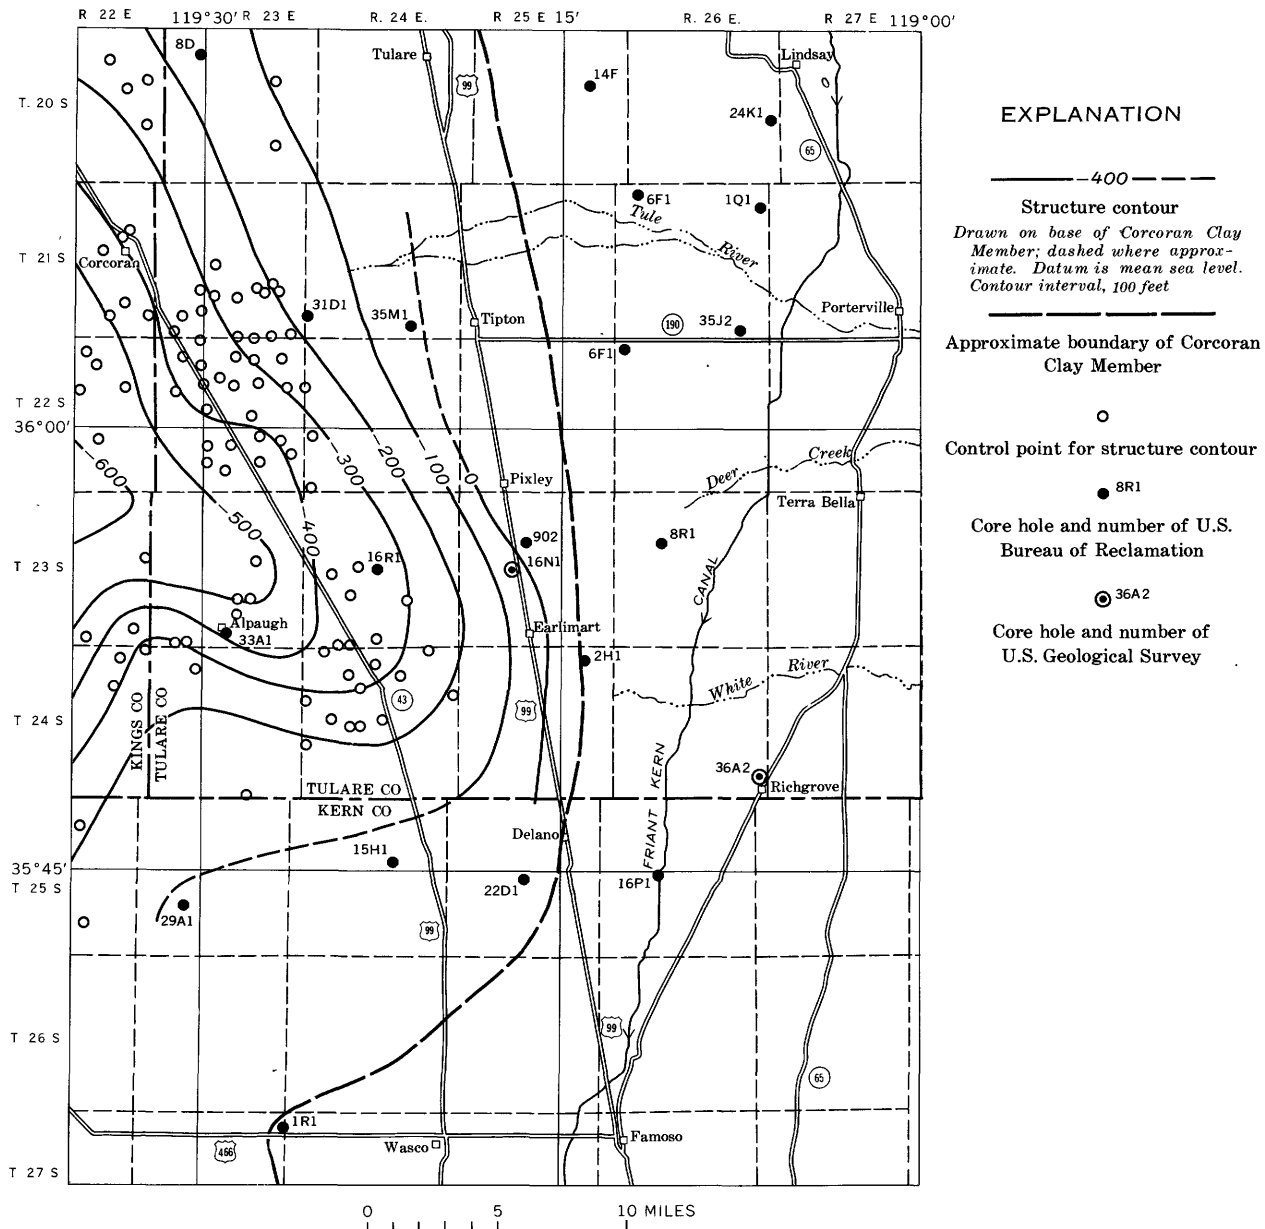 R 22 E 119°30' R 23 E R. 24 E. R 25 E 15' R. 26 E. R 27 E 119°00'
8D
Tulare
Lindsay
14F
99
T. 20 S
24K1
65
EXPLANATION
—400
Structure contour
Drawn on base of Corcoran Clay
Member; dashed where approx-
imate. Datum is mean sea level.
Contour interval, 100 feet
Approximate boundary of Corcoran
Clay Member
Control point for structure contour
8R1
Core hole and number of U.S.
Bureau of Reclamation
36A2
Core hole and number of
U.S. Geological Survey
6F1
1Q1
Tule
River
T 21 S
Corcoran
31D1
35M1
Tipton
190
35J2
Porterville
6F1
T 22 S
36°00'
Deer
Creek
—600
—500
—400
—300
—200
—100
0
Pixley
Terra Bella
902
8R1
T 23 S
16R1
16N1
CANAL
Alpaugh
33A1
Earlimart
2H1
White
River
43
99
T 24 S
KINGS CO
TULARE CO
KERN
36A2
Richgrove
TULARE CO
KERN CO
Delano
FRIANT
15H1
35°45'
T 25 S
22D1
16P1
29A1
99
T 26 S
99
65
1R1
466
Wasco
Famoso
T 27 S
0 5 10 MILES